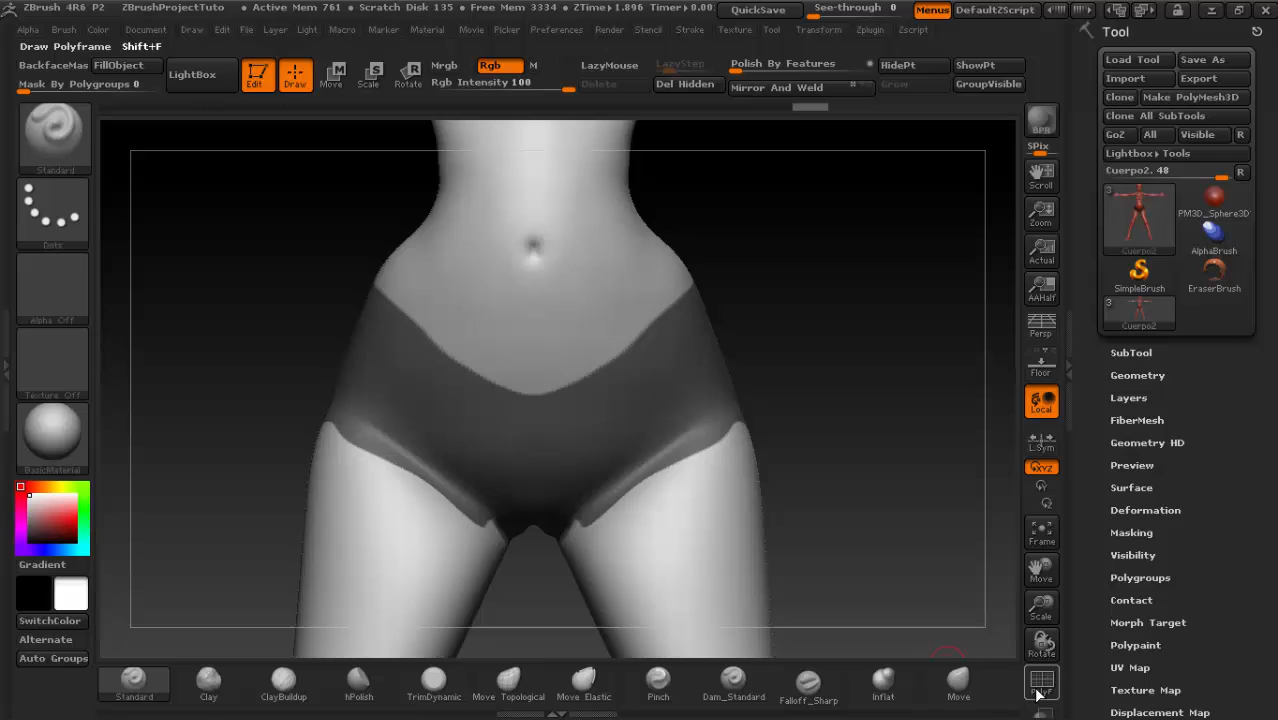 ZBrush 4R6 P2 ZBrushProjectTuto • Active Mem 761 • Scratch Disk 135 • Free Mem 3334 • ZTime▸1.896 Timer▸0.00 QuickSave See-through 0 Menus DefaultZScript
Alpha Brush Color Document Draw Edit File Layer Light Macro Marker Material Movie Picker Preferences Render Stencil Stroke Texture Tool Transform Zplugin Zscript
Draw Polyframe Shift+F
BackfaceMas FillObject
Mask By Polygroups 0
LightBox
Edit Draw Move Scale Rotate
Mrgb Rgb M
Rgb Intensity 100
LazyMouse LazyStep
Delete Del Hidden
Polish By Features
Mirror And Weld
HidePt ShowPt
Grow GroupVisible
Standard
Dots
Alpha Off
Texture Off
BasicMaterial
Gradient
SwitchColor
Alternate
Auto Groups
BPR
SPix
Scroll
Zoom
Actual
AAHalf
Persp
Floor
Local
L.Sym
XYZ
Frame
Move
Scale
Rotate
PolyF
Standard Clay ClayBuildup hPolish TrimDynamic Move Topological Move Elastic Pinch Dam_Standard Falloff_Sharp Inflat Move
Tool
Load Tool Save As
Import Export
Clone Make PolyMesh3D
Clone All SubTools
GoZ All Visible R
Lightbox▸Tools
Cuerpo2. 48 R
3
Cuerpo2
PM3D_Sphere3D
AlphaBrush
SimpleBrush EraserBrush
3
Cuerpo2
SubTool
Geometry
Layers
FiberMesh
Geometry HD
Preview
Surface
Deformation
Masking
Visibility
Polygroups
Contact
Morph Target
Polypaint
UV Map
Texture Map
Displacement Map